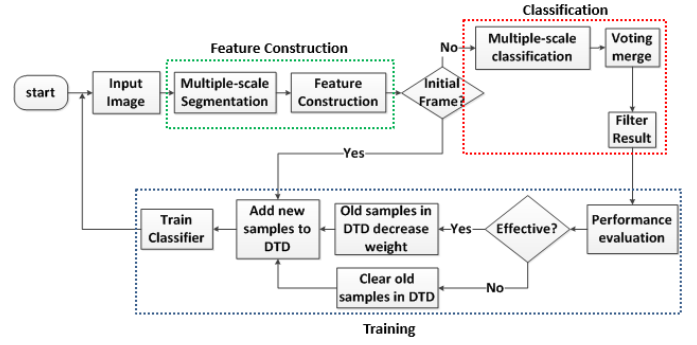 Classification
Feature Construction
No
Multiple-scale
classification
Voting
merge
start
Input
Image
Multiple-scale
Segmentation
Feature
Construction
Initial
Frame?
Filter
Result
Yes
Train
Classifier
Add new
samples to
DTD
Old samples in
DTD decrease
weight
Yes
Effective?
Performance
evaluation
Clear old
samples in DTD
No
Training